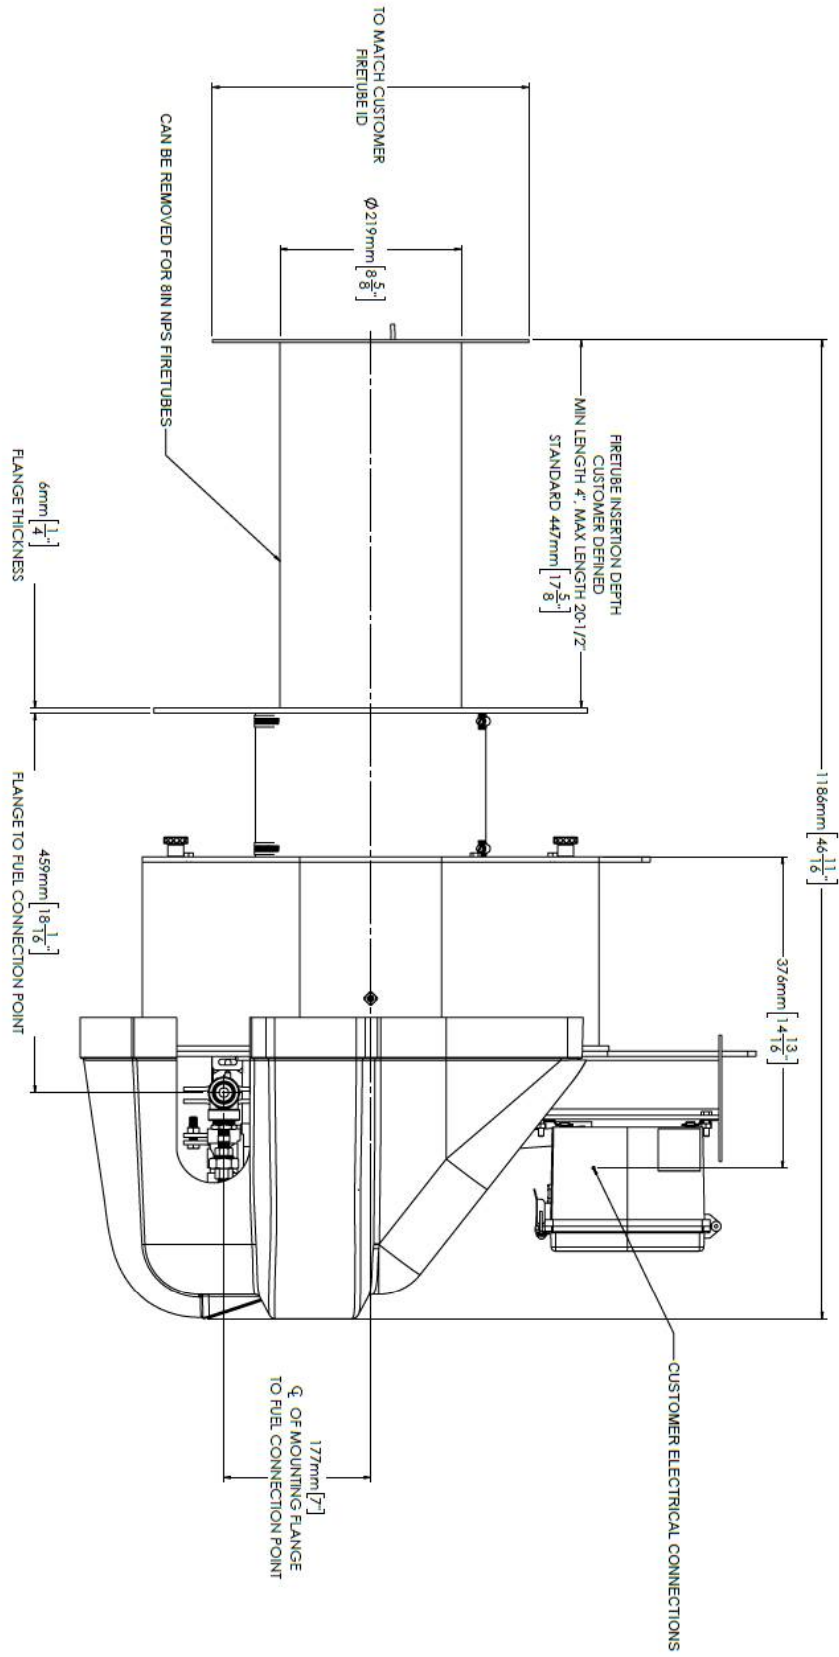 1186mm [46 11/16"]
376mm [14 13/16"]
CUSTOMER ELECTRICAL CONNECTIONS
FIRETUBE INSERTION DEPTH
CUSTOMER DEFINED
MIN LENGTH 4", MAX LENGTH 20-1/2"
STANDARD 447mm [17 5/8"]
TO MATCH CUSTOMER
FIRETUBE ID
Ø219mm [8 5/8"]
177mm [7"]
℄ OF MOUNTING FLANGE
TO FUEL CONNECTION POINT
CAN BE REMOVED FOR 8IN NPS FIRETUBES
6mm [1/4"]
FLANGE THICKNESS
459mm [18 1/16"]
FLANGE TO FUEL CONNECTION POINT